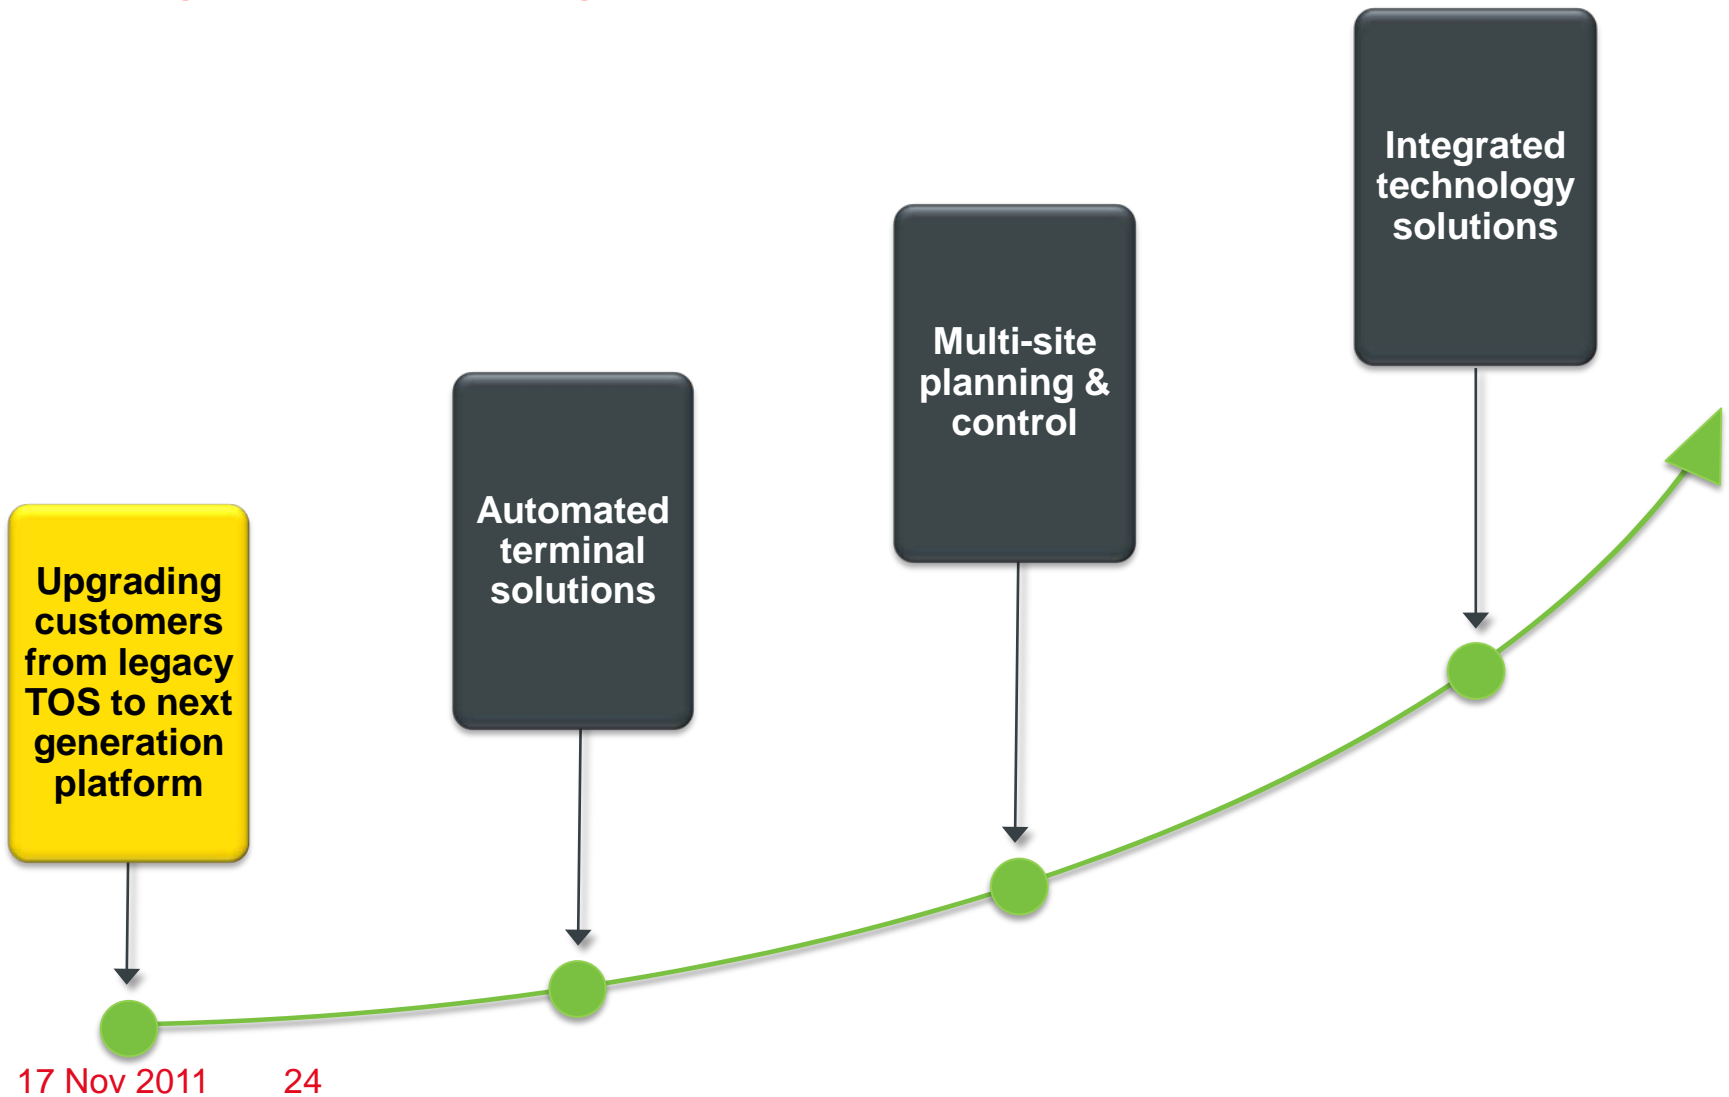 Integrated
technology
solutions
Multi-site
planning &
control
Automated
terminal
solutions
Upgrading
customers
from legacy
TOS to next
generation
platform
17 Nov 2011
24